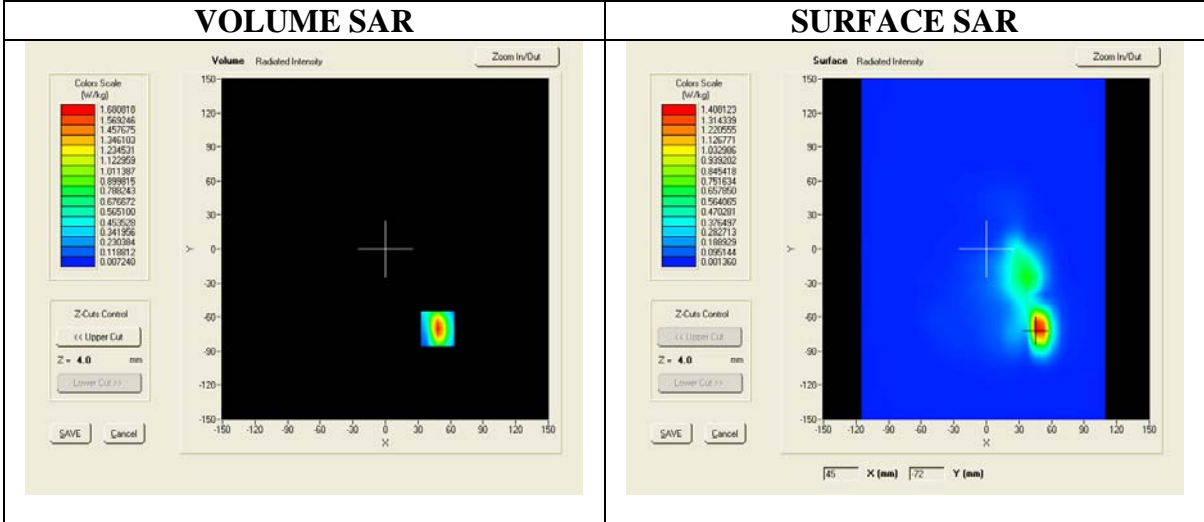 VOLUME SAR
Volume Radiated Intensity
Zoom In/Out
Colors Scale
(W/kg)
1.680818
1.569246
1.457675
1.346103
1.234531
1.122959
1.011387
0.899815
0.788243
0.676672
0.565100
0.453528
0.341956
0.230384
0.118812
0.007240
Z-Cuts Control
<< Upper Cut
Z = 4.0 mm
Lower Cut >>
SAVE Cancel
150
120
90
60
30
0
-30
-60
-90
-120
-150
Y
-150 -120 -90 -60 -30 0 30 60 90 120 150
X
SURFACE SAR
Surface Radiated Intensity
Zoom In/Out
Colors Scale
(W/kg)
1.408123
1.314339
1.220555
1.126771
1.032986
0.939202
0.845418
0.751634
0.657850
0.564065
0.470281
0.376497
0.282713
0.188929
0.095144
0.001360
Z-Cuts Control
<< Upper Cut
Z = 4.0 mm
Lower Cut >>
SAVE Cancel
150
120
90
60
30
0
-30
-60
-90
-120
-150
Y
-150 -120 -90 -60 -30 0 30 60 90 120 150
X
45 X (mm) -72 Y (mm)